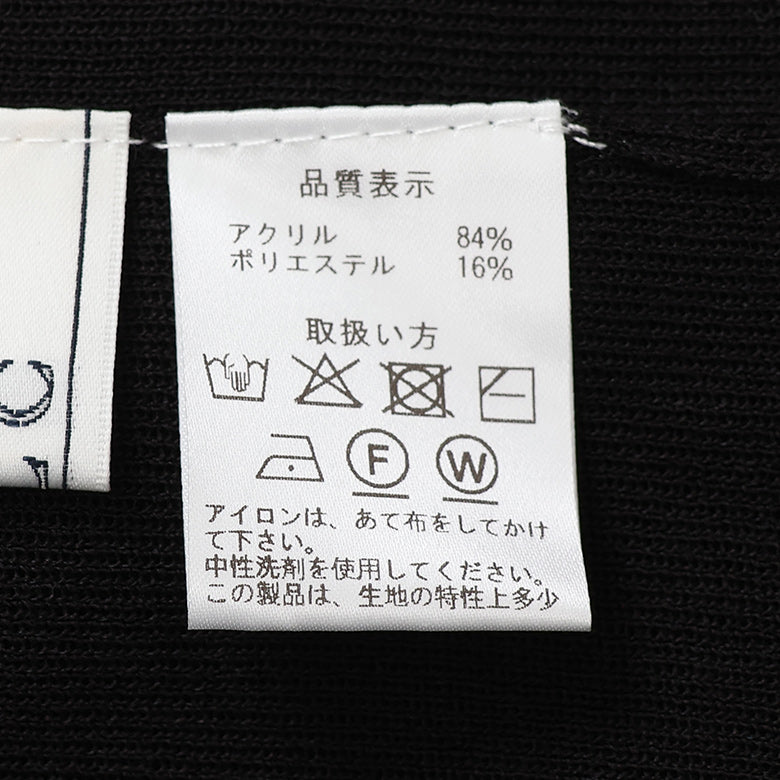 品質表示
アクリル 84%
ポリエステル 16%
取扱い方
F W
アイロンは、あて布をしてかけ
て下さい。
中性洗剤を使用してください。
この製品は、生地の特性上多少